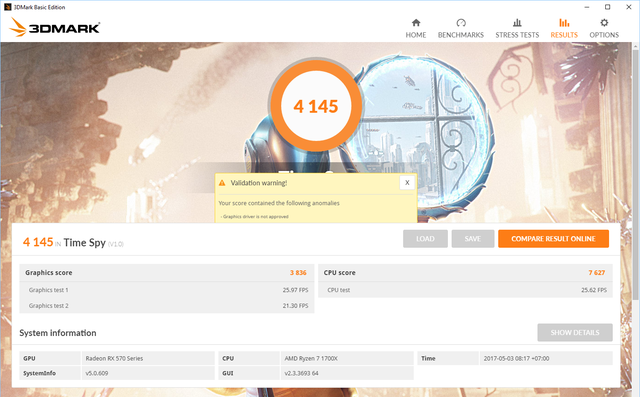 3DMark Basic Edition
3DMARK
HOME BENCHMARKS STRESS TESTS RESULTS OPTIONS
4 145
Validation warning! X
Your score contained the following anomalies
- Graphics driver is not approved
4 145 IN Time Spy (V1.0) LOAD SAVE COMPARE RESULT ONLINE
Graphics score 3 836 CPU score 7 627
Graphics test 1 25.97 FPS CPU test 25.62 FPS
Graphics test 2 21.30 FPS
System information SHOW DETAILS
GPU Radeon RX 570 Series CPU AMD Ryzen 7 1700X Time 2017-05-03 08:17 +07:00
SystemInfo v5.0.609 GUI v2.3.3693 64